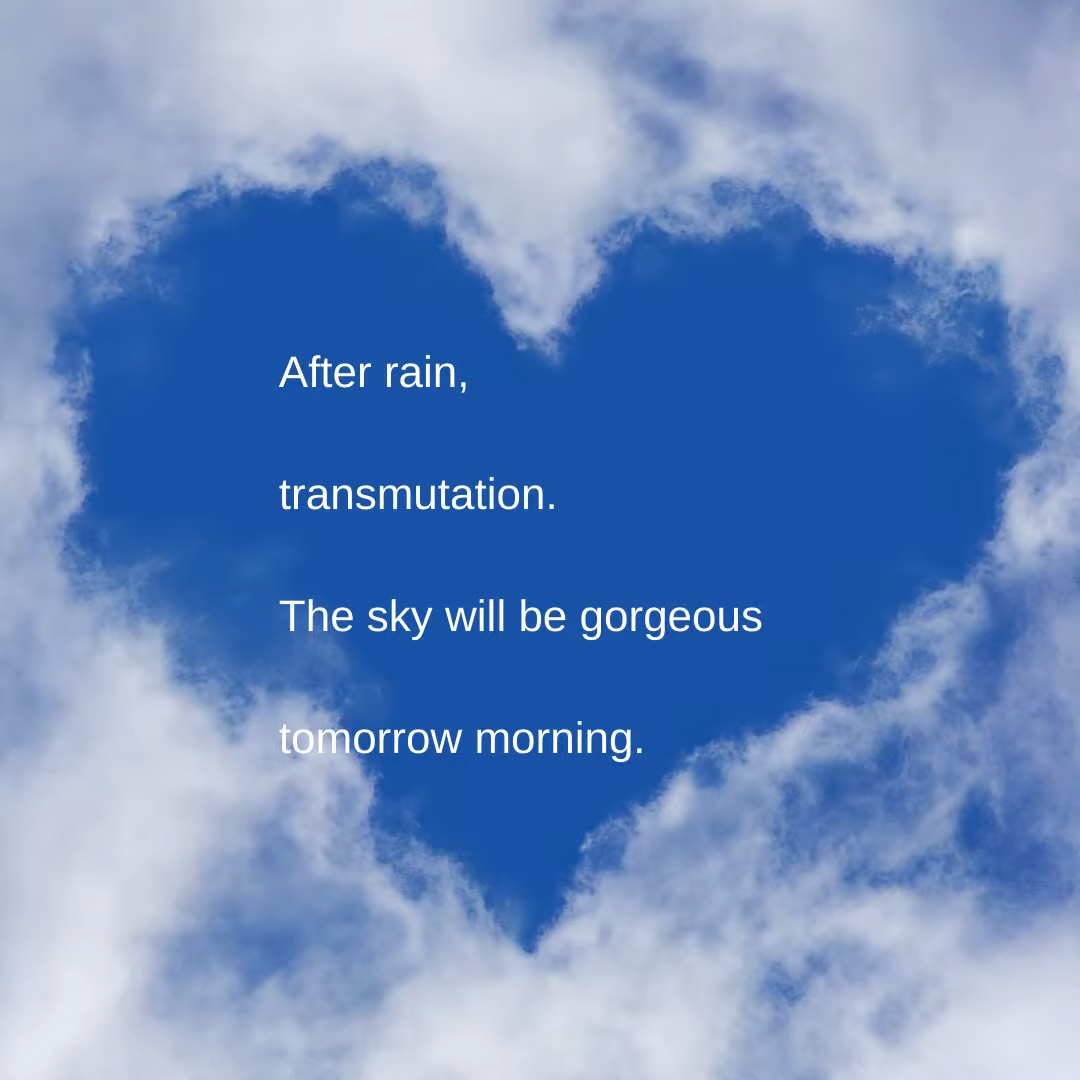 After rain,
transmutation.
The sky will be gorgeous
tomorrow morning.